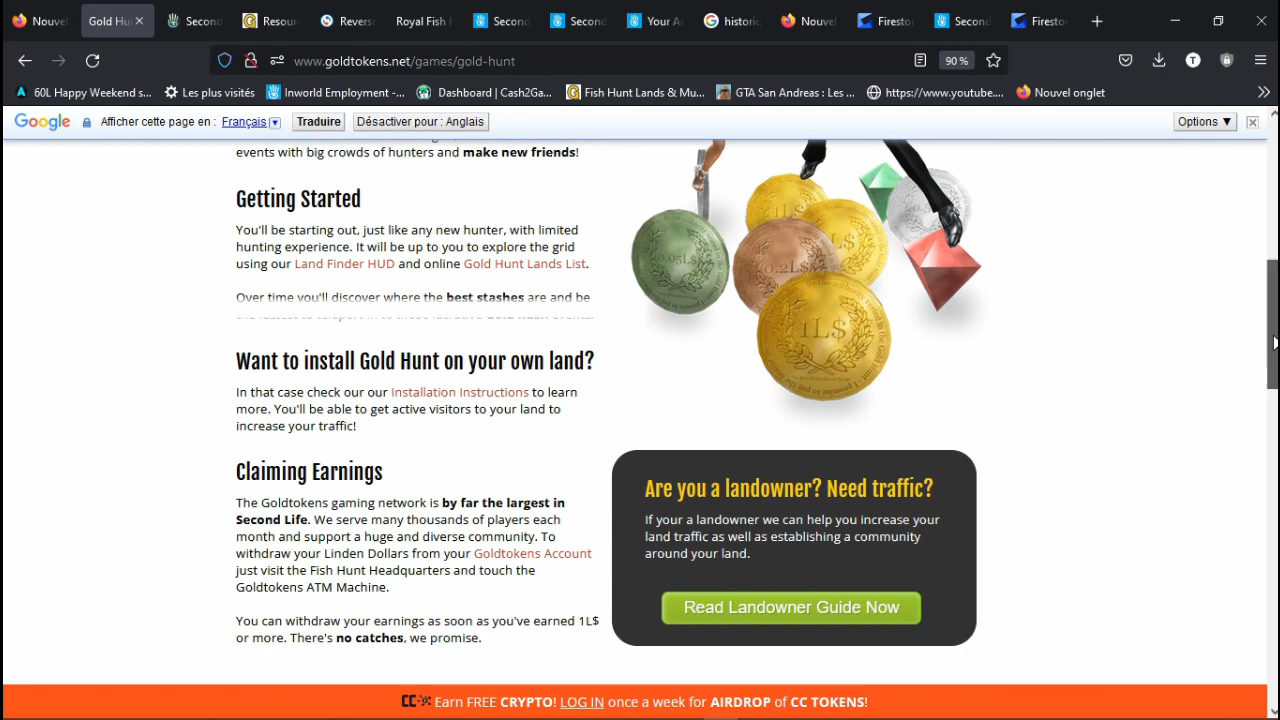 Nouvel
Gold Hu
Second
Resour
Revers
Royal Fish H
Second
Second
Your Ac
historic
Nouvel
Firesto
Second
Firesto
www.goldtokens.net/games/gold-hunt
90 %
T
60L Happy Weekend s...
Les plus visités
Inworld Employment -...
Dashboard | Cash2Ga...
Fish Hunt Lands & Mu...
GTA San Andreas : Les ...
https://www.youtube....
Nouvel onglet
Google Afficher cette page en : Français Traduire Désactiver pour : Anglais Options ▼
events with big crowds of hunters and make new friends!
Getting Started
You'll be starting out, just like any new hunter, with limited
hunting experience. It will be up to you to explore the grid
using our Land Finder HUD and online Gold Hunt Lands List.
Over time you'll discover where the best stashes are and be
Want to install Gold Hunt on your own land?
In that case check our our Installation Instructions to learn
more. You'll be able to get active visitors to your land to
increase your traffic!
Claiming Earnings
The Goldtokens gaming network is by far the largest in
Second Life. We serve many thousands of players each
month and support a huge and diverse community. To
withdraw your Linden Dollars from your Goldtokens Account
just visit the Fish Hunt Headquarters and touch the
Goldtokens ATM Machine.
You can withdraw your earnings as soon as you've earned 1L$
or more. There's no catches, we promise.
1L$
L$
0.05L$
0.2L$
1L$
Are you a landowner? Need traffic?
If your a landowner we can help you increase your
land traffic as well as establishing a community
around your land.
Read Landowner Guide Now
CC Earn FREE CRYPTO! LOG IN once a week for AIRDROP of CC TOKENS!